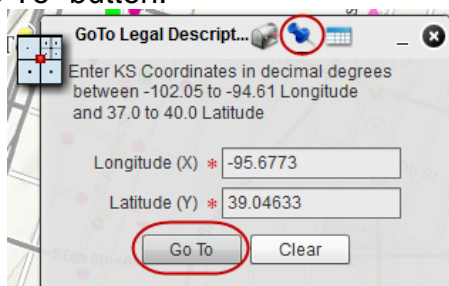 button.
GoTo Legal Descript...
Enter KS Coordinates in decimal degrees
between -102.05 to -94.61 Longitude
and 37.0 to 40.0 Latitude
Longitude (X) * -95.6773
Latitude (Y) * 39.04633
Go To Clear